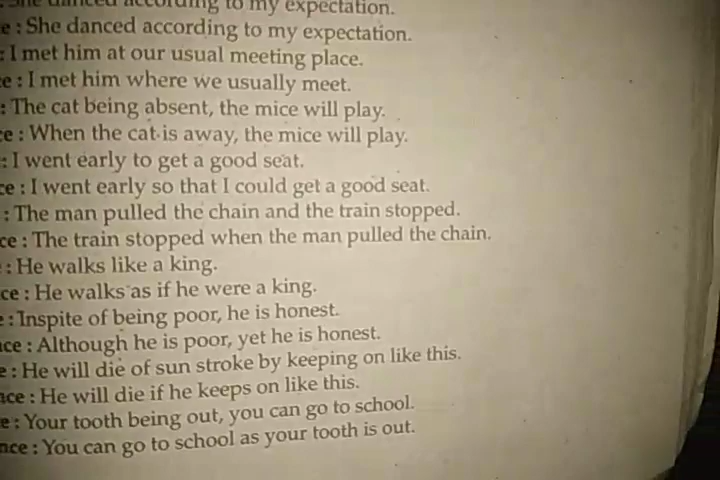 She danced according to my expectation.
e : She danced according to my expectation.
: I met him at our usual meeting place.
ce : I met him where we usually meet.
: The cat being absent, the mice will play.
ce : When the cat is away, the mice will play.
: I went early to get a good seat.
ce : I went early so that I could get a good seat.
: The man pulled the chain and the train stopped.
ce : The train stopped when the man pulled the chain.
e : He walks like a king.
ce : He walks as if he were a king.
e : Inspite of being poor, he is honest.
nce : Although he is poor, yet he is honest.
e : He will die of sun stroke by keeping on like this.
nce : He will die if he keeps on like this.
e : Your tooth being out, you can go to school.
nce : You can go to school as your tooth is out.